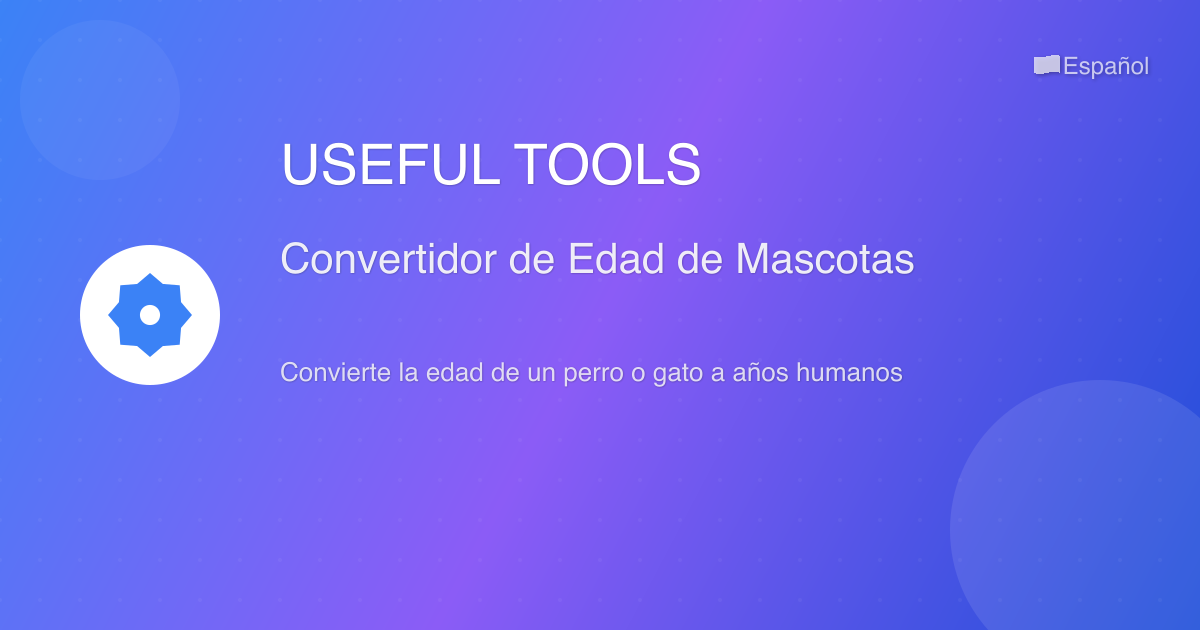 Español
USEFUL TOOLS
Convertidor de Edad de Mascotas
Convierte la edad de un perro o gato a años humanos